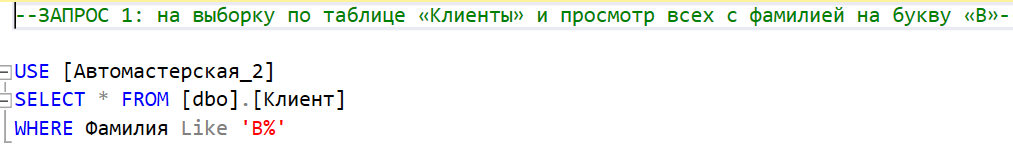 --ЗАПРОС 1: на выборку по таблице «Клиенты» и просмотр всех с фамилией на букву «В»-
USE [Автомастерская_2]
SELECT * FROM [dbo].[Клиент]
WHERE Фамилия Like 'В%'